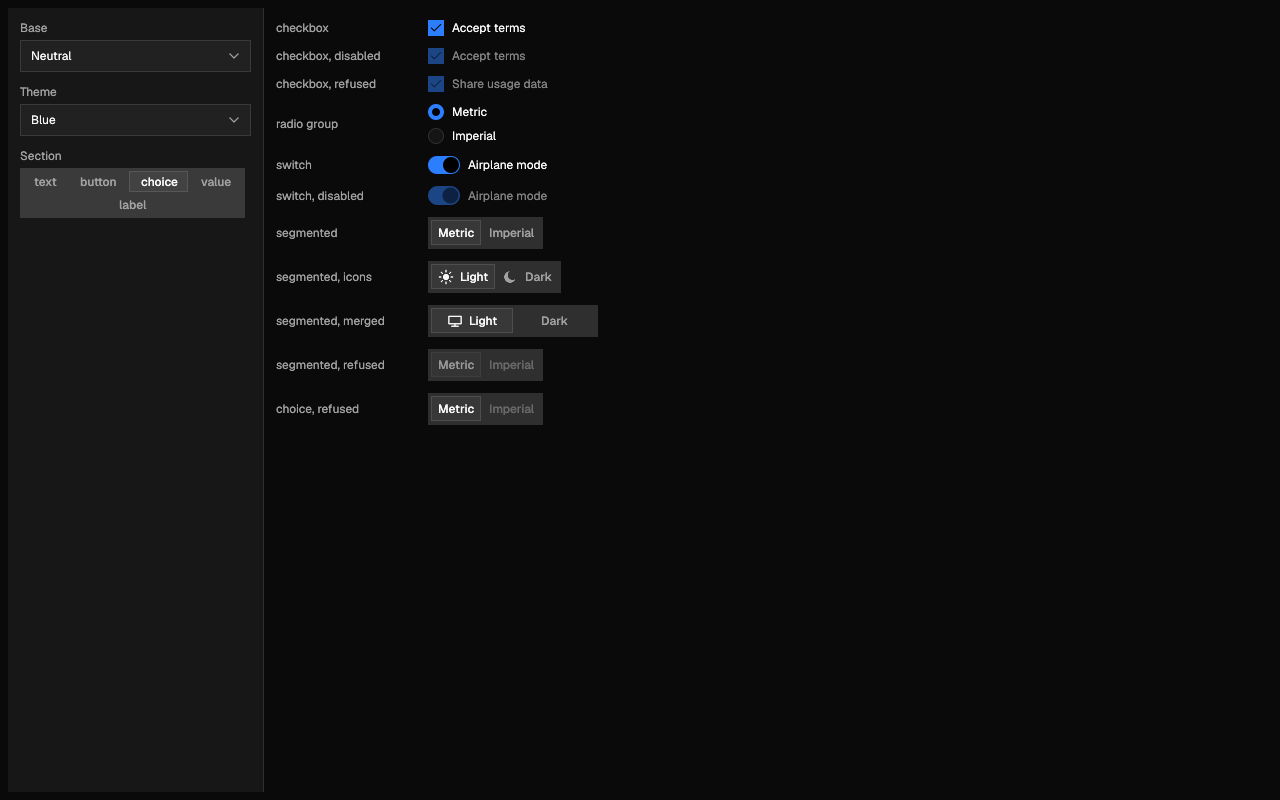 Base
Neutral
Theme
Blue
Section
text button choice value
label
checkbox Accept terms
checkbox, disabled Accept terms
checkbox, refused Share usage data
radio group Metric
Imperial
switch Airplane mode
switch, disabled Airplane mode
segmented Metric Imperial
segmented, icons Light Dark
segmented, merged Light Dark
segmented, refused Metric Imperial
choice, refused Metric Imperial